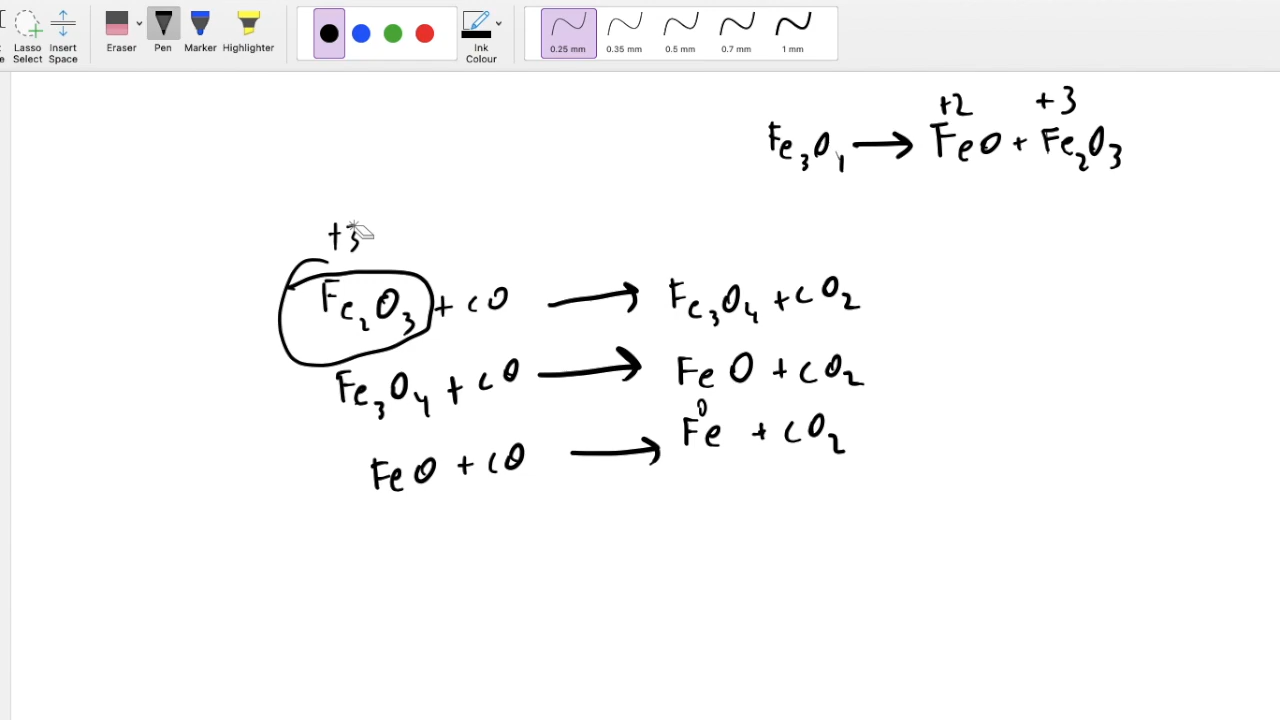 Eraser Pen Marker Highlighter
Lasso Select
Insert Space
Ink Colour
0.25 mm 0.35 mm 0.5 mm 0.7 mm 1 mm
+2 +3
Fe₃O₄ → FeO + Fe₂O₃
+3
Fe₂O₃ + CO → Fe₃O₄ + CO₂
Fe₃O₄ + CO → FeO + CO₂
0
FeO + CO → Fe + CO₂